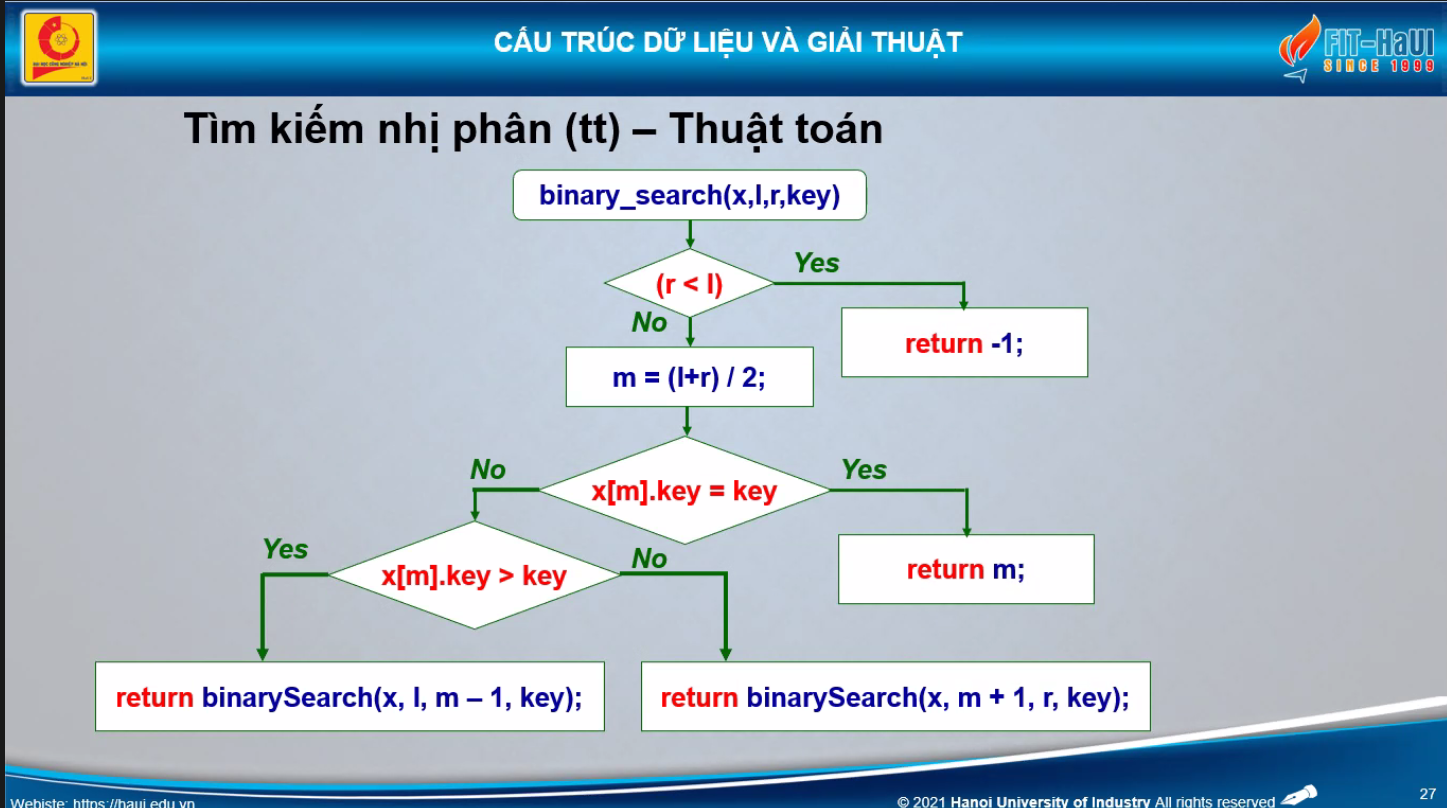 CẤU TRÚC DỮ LIỆU VÀ GIẢI THUẬT
FIT-HaUI
SINCE 1999
Tìm kiếm nhị phân (tt) – Thuật toán
binary_search(x,l,r,key)
(r < l)
Yes
No
return -1;
m = (l+r) / 2;
No
x[m].key = key
Yes
return m;
Yes
x[m].key > key
No
return binarySearch(x, l, m – 1, key);
return binarySearch(x, m + 1, r, key);
Webiste: https://haui.edu.vn
© 2021 Hanoi University of Industry All rights reserved
27